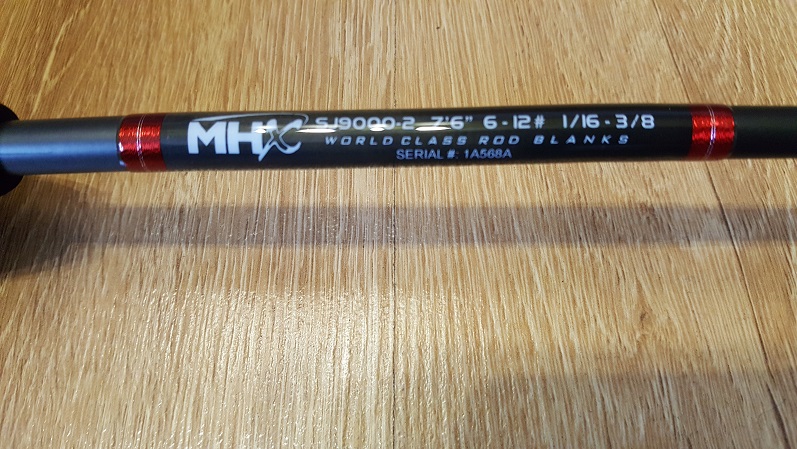 MHX SJ9000-2 7'6" 6-12# 1/16-3/8
WORLD CLASS ROD BLANKS
SERIAL #: 1A568A